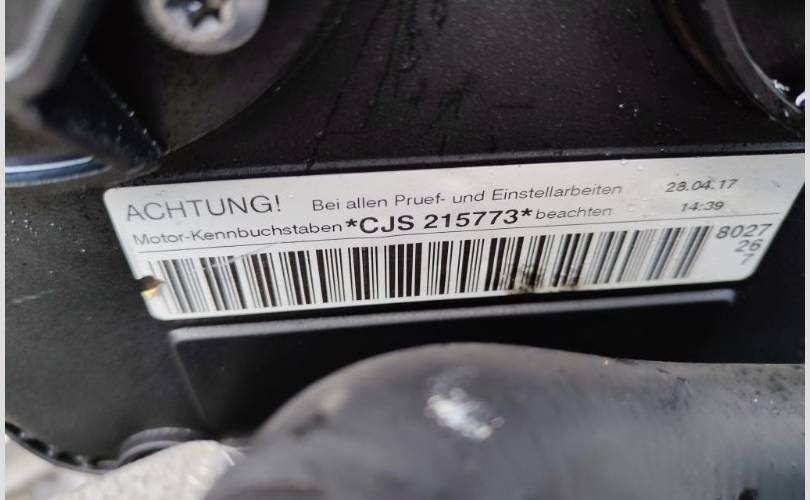 ACHTUNG! Bei allen Pruef- und Einstellarbeiten 28.04.17
Motor-Kennbuchstaben *CJS 215773* beachten 14:39
8027
26
7